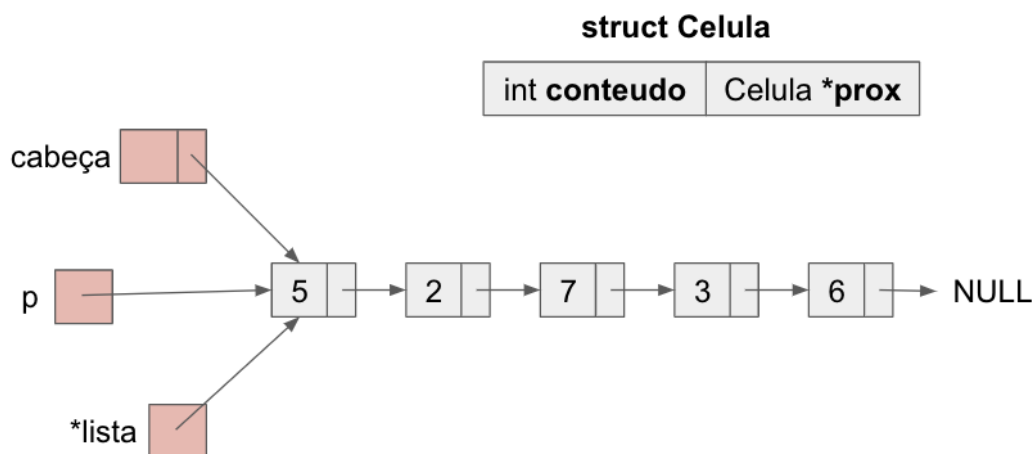 struct Celula
int conteudo Celula *prox
cabeça
p 5 2 7 3 6 NULL
*lista